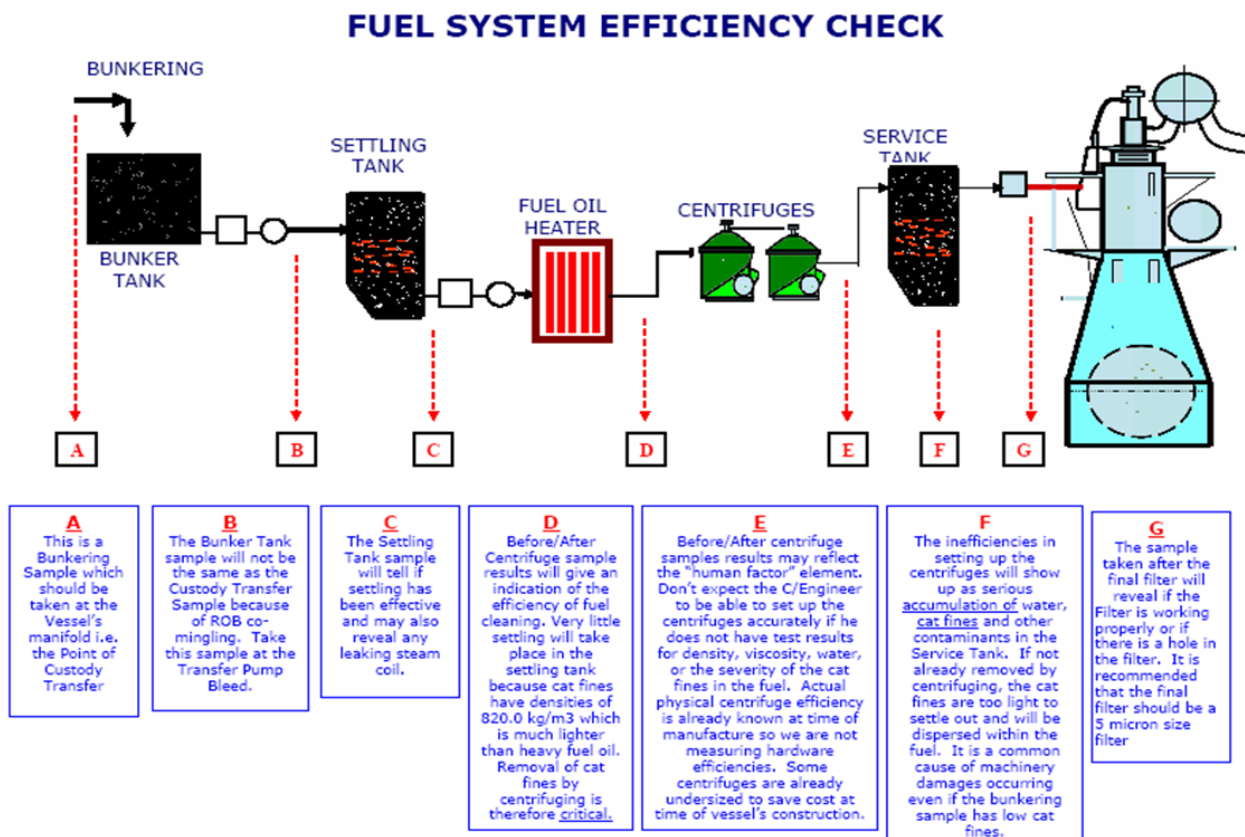 FUEL SYSTEM EFFICIENCY CHECK
BUNKERING
BUNKER
TANK
SETTLING
TANK
FUEL OIL
HEATER
CENTRIFUGES
SERVICE
TANK
A
B
C
D
E
F
G
A
This is a
Bunkering
Sample which
should be
taken at the
Vessel's
manifold i.e.
the Point of
Custody
Transfer
B
The Bunker Tank
sample will not be
the same as the
Custody Transfer
Sample because
of ROB co-
mingling. Take
this sample at the
Transfer Pump
Bleed.
C
The Settling
Tank sample
will tell if
settling has
been effective
and may also
reveal any
leaking steam
coil.
D
Before/After
Centrifuge sample
results will give an
indication of the
efficiency of fuel
cleaning. Very little
settling will take
place in the
settling tank
because cat fines
have densities of
820.0 kg/m3 which
is much lighter
than heavy fuel oil.
Removal of cat
fines by
centrifuging is
therefore critical.
E
Before/After centrifuge
samples results may reflect
the "human factor" element.
Don't expect the C/Engineer
to be able to set up the
centrifuges accurately if he
does not have test results
for density, viscosity, water,
or the severity of the cat
fines in the fuel. Actual
physical centrifuge efficiency
is already known at time of
manufacture so we are not
measuring hardware
efficiencies. Some
centrifuges are already
undersized to save cost at
time of vessel's construction.
F
The inefficiencies in
setting up the
centrifuges will show
up as serious
accumulation of water,
cat fines and other
contaminants in the
Service Tank. If not
already removed by
centrifuging, the cat
fines are too light to
settle out and will be
dispersed within the
fuel. It is a common
cause of machinery
damages occurring
even if the bunkering
sample has low cat
fines.
G
The sample
taken after the
final filter will
reveal if the
Filter is working
properly or if
there is a hole in
the filter. It is
recommended
that the final
filter should be a
5 micron size
filter